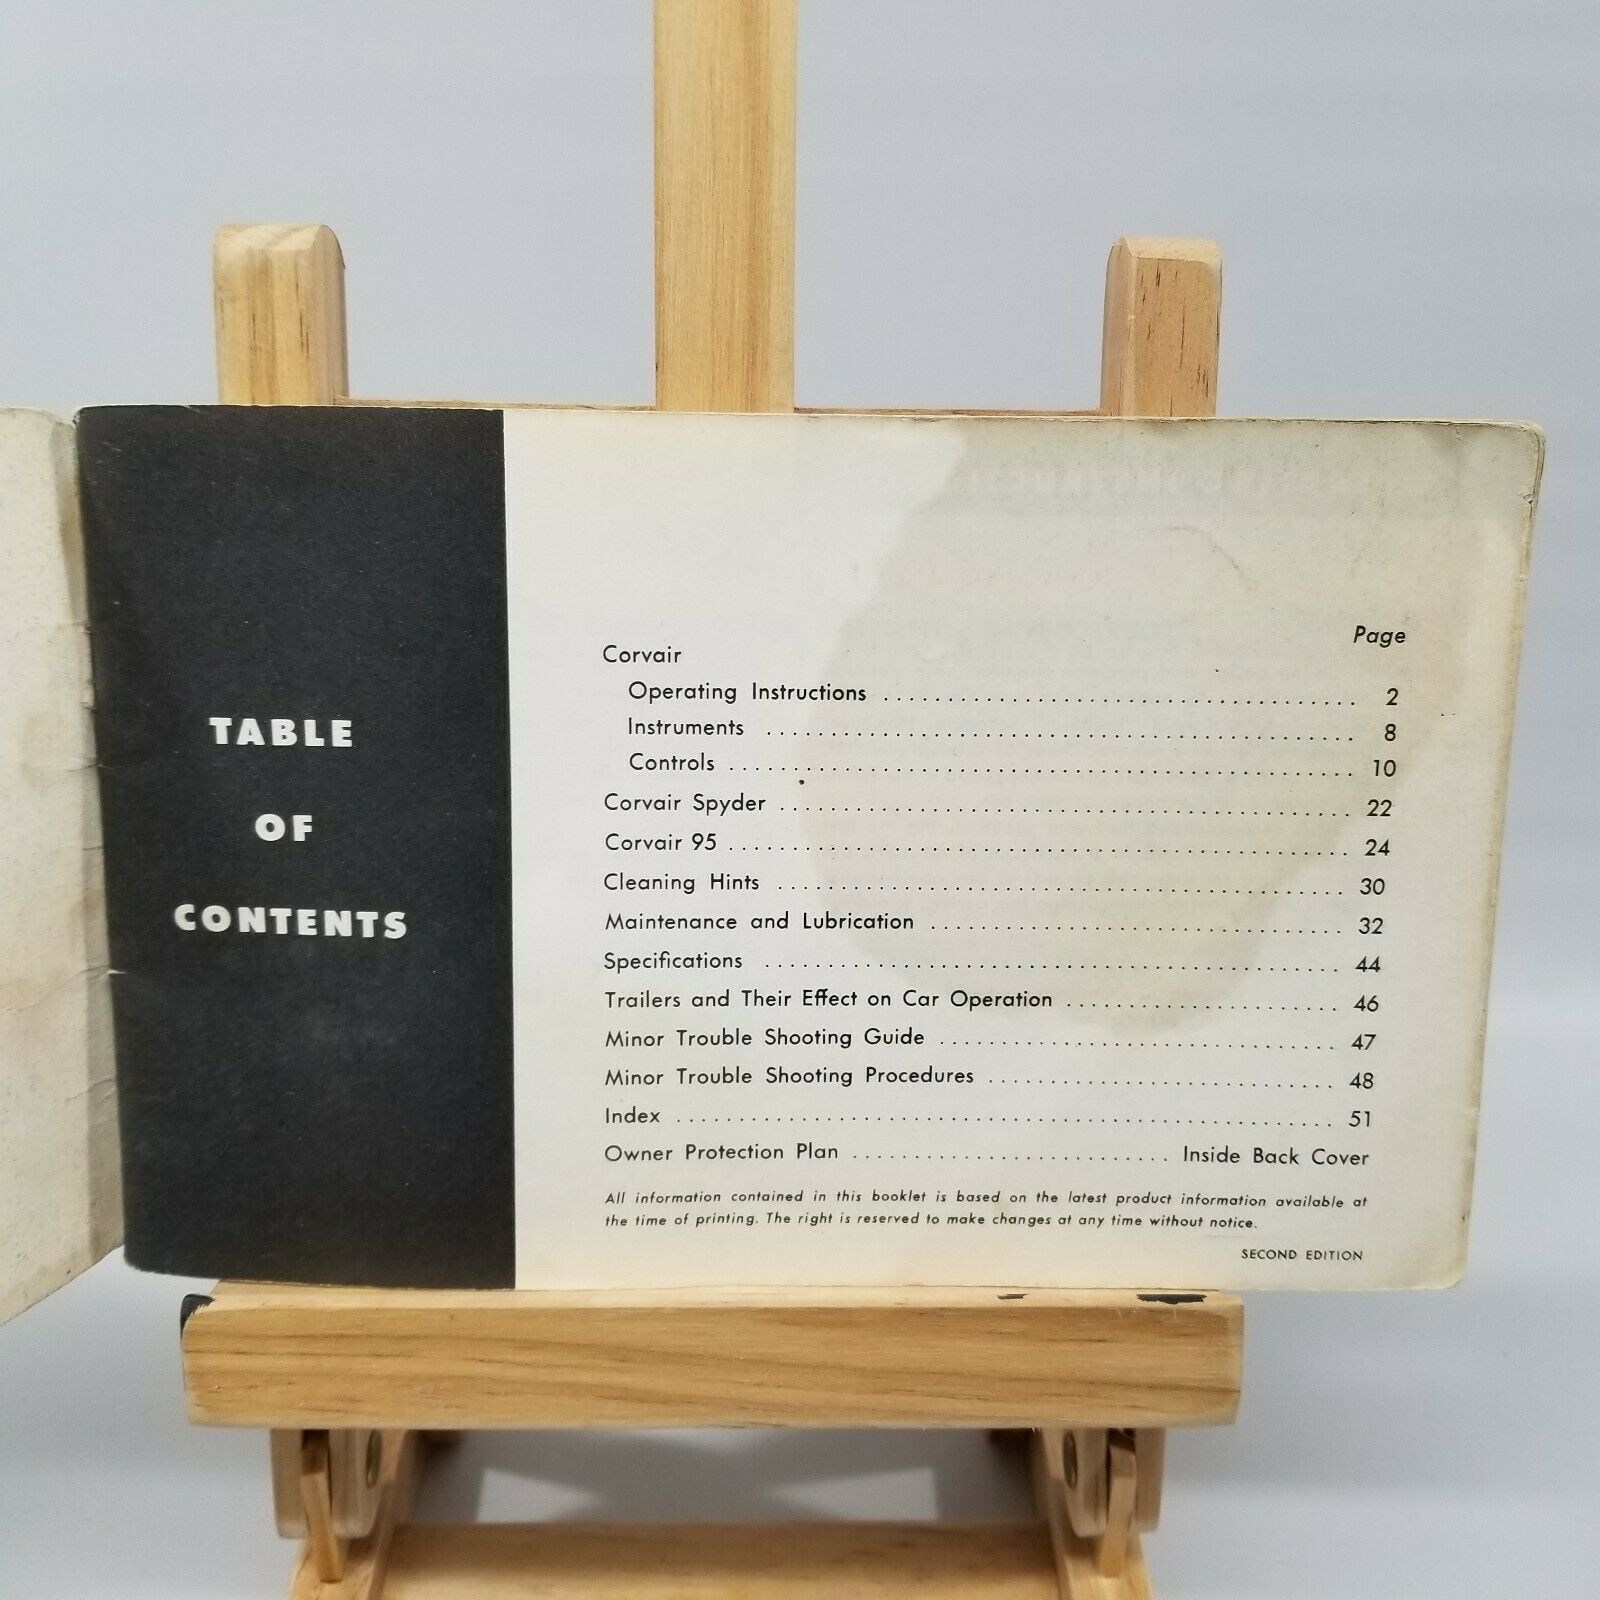 TABLE
OF
CONTENTS
Page
Corvair
Operating Instructions ........................................ 2
Instruments ........................................ 8
Controls ........................................ 10
Corvair Spyder ........................................ 22
Corvair 95 ........................................ 24
Cleaning Hints ........................................ 30
Maintenance and Lubrication ........................................ 32
Specifications ........................................ 44
Trailers and Their Effect on Car Operation ........................................ 46
Minor Trouble Shooting Guide ........................................ 47
Minor Trouble Shooting Procedures ........................................ 48
Index ........................................ 51
Owner Protection Plan ........................................ Inside Back Cover
All information contained in this booklet is based on the latest product information available at
the time of printing. The right is reserved to make changes at any time without notice.
SECOND EDITION